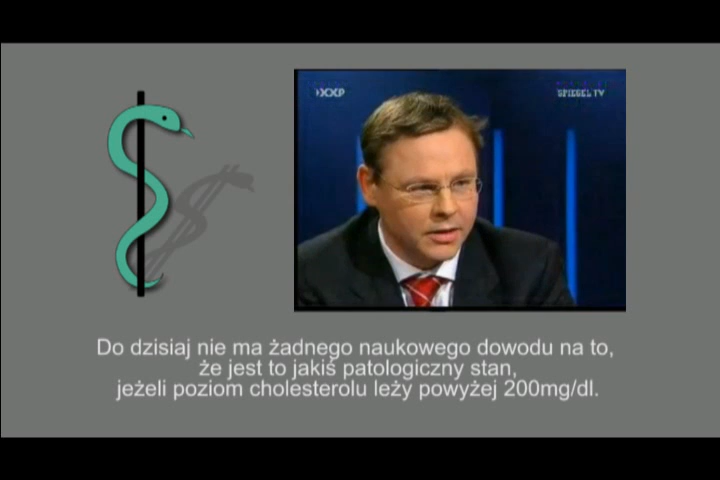 XXP
SPIEGEL TV
Do dzisiaj nie ma żadnego naukowego dowodu na to,
że jest to jakiś patologiczny stan,
jeżeli poziom cholesterolu leży powyżej 200mg/dl.